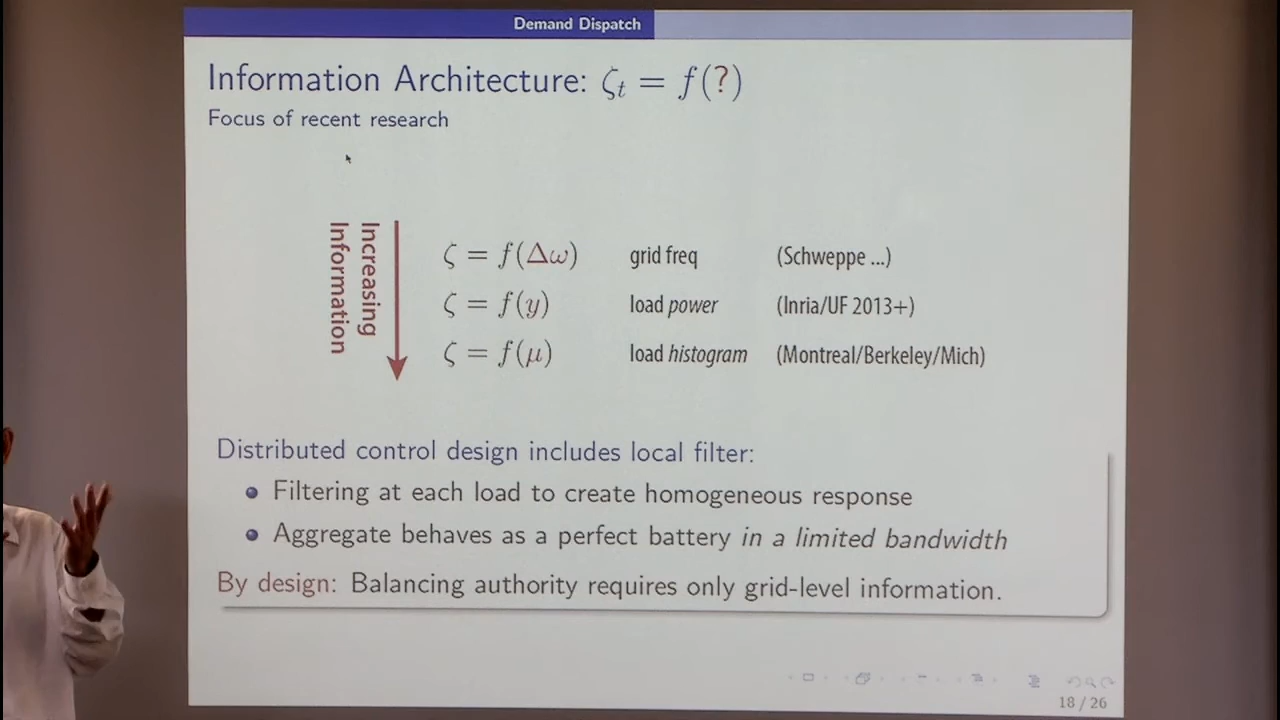 Demand Dispatch
Information Architecture: ζₜ = f(?)
Focus of recent research
Increasing
Information
ζ = f(Δω) grid freq (Schweppe ...)
ζ = f(y) load power (Inria/UF 2013+)
ζ = f(μ) load histogram (Montreal/Berkeley/Mich)
Distributed control design includes local filter:
Filtering at each load to create homogeneous response
Aggregate behaves as a perfect battery in a limited bandwidth
By design: Balancing authority requires only grid-level information.
18 / 26